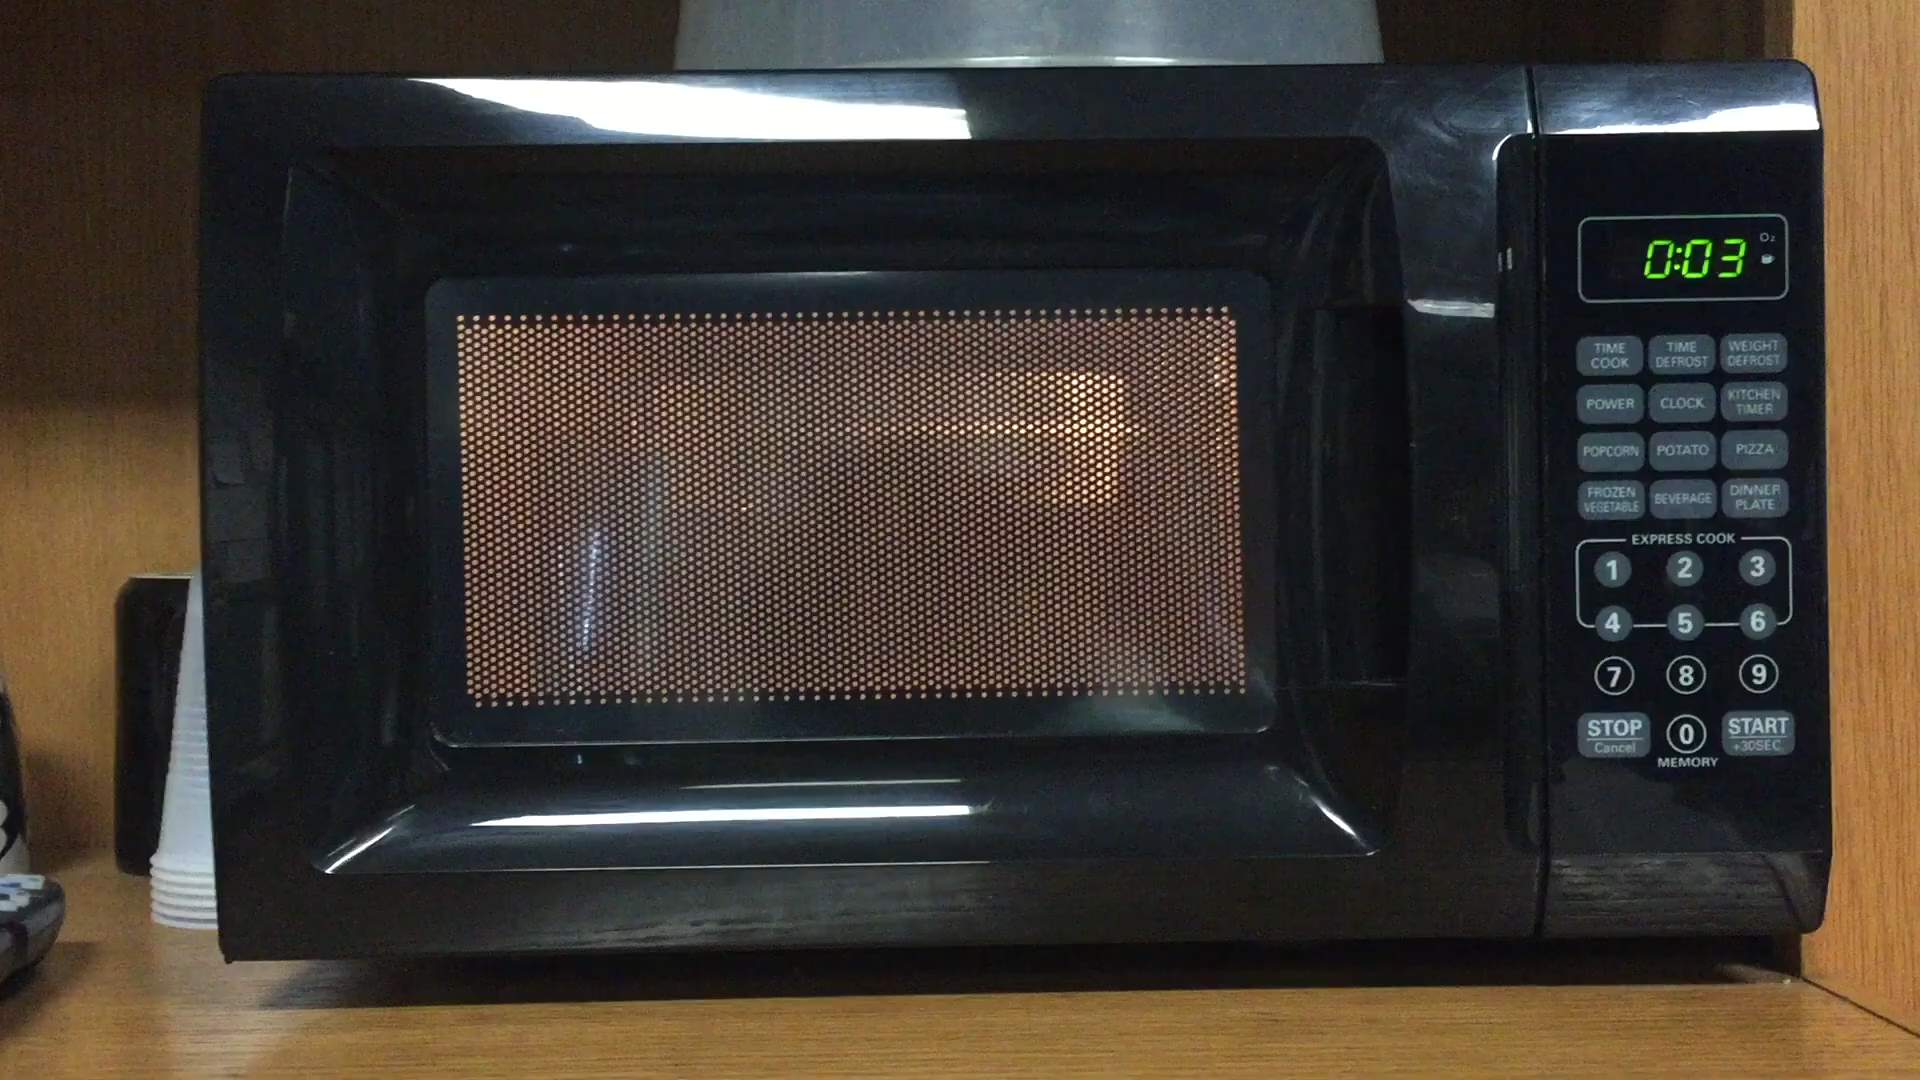 0:03
O₂
TIME COOK
TIME DEFROST
WEIGHT DEFROST
POWER
CLOCK
KITCHEN TIMER
POPCORN
POTATO
PIZZA
FROZEN VEGETABLE
BEVERAGE
DINNER PLATE
EXPRESS COOK
1 2 3
4 5 6
7 8 9
STOP
Cancel
0
MEMORY
START
+30SEC.